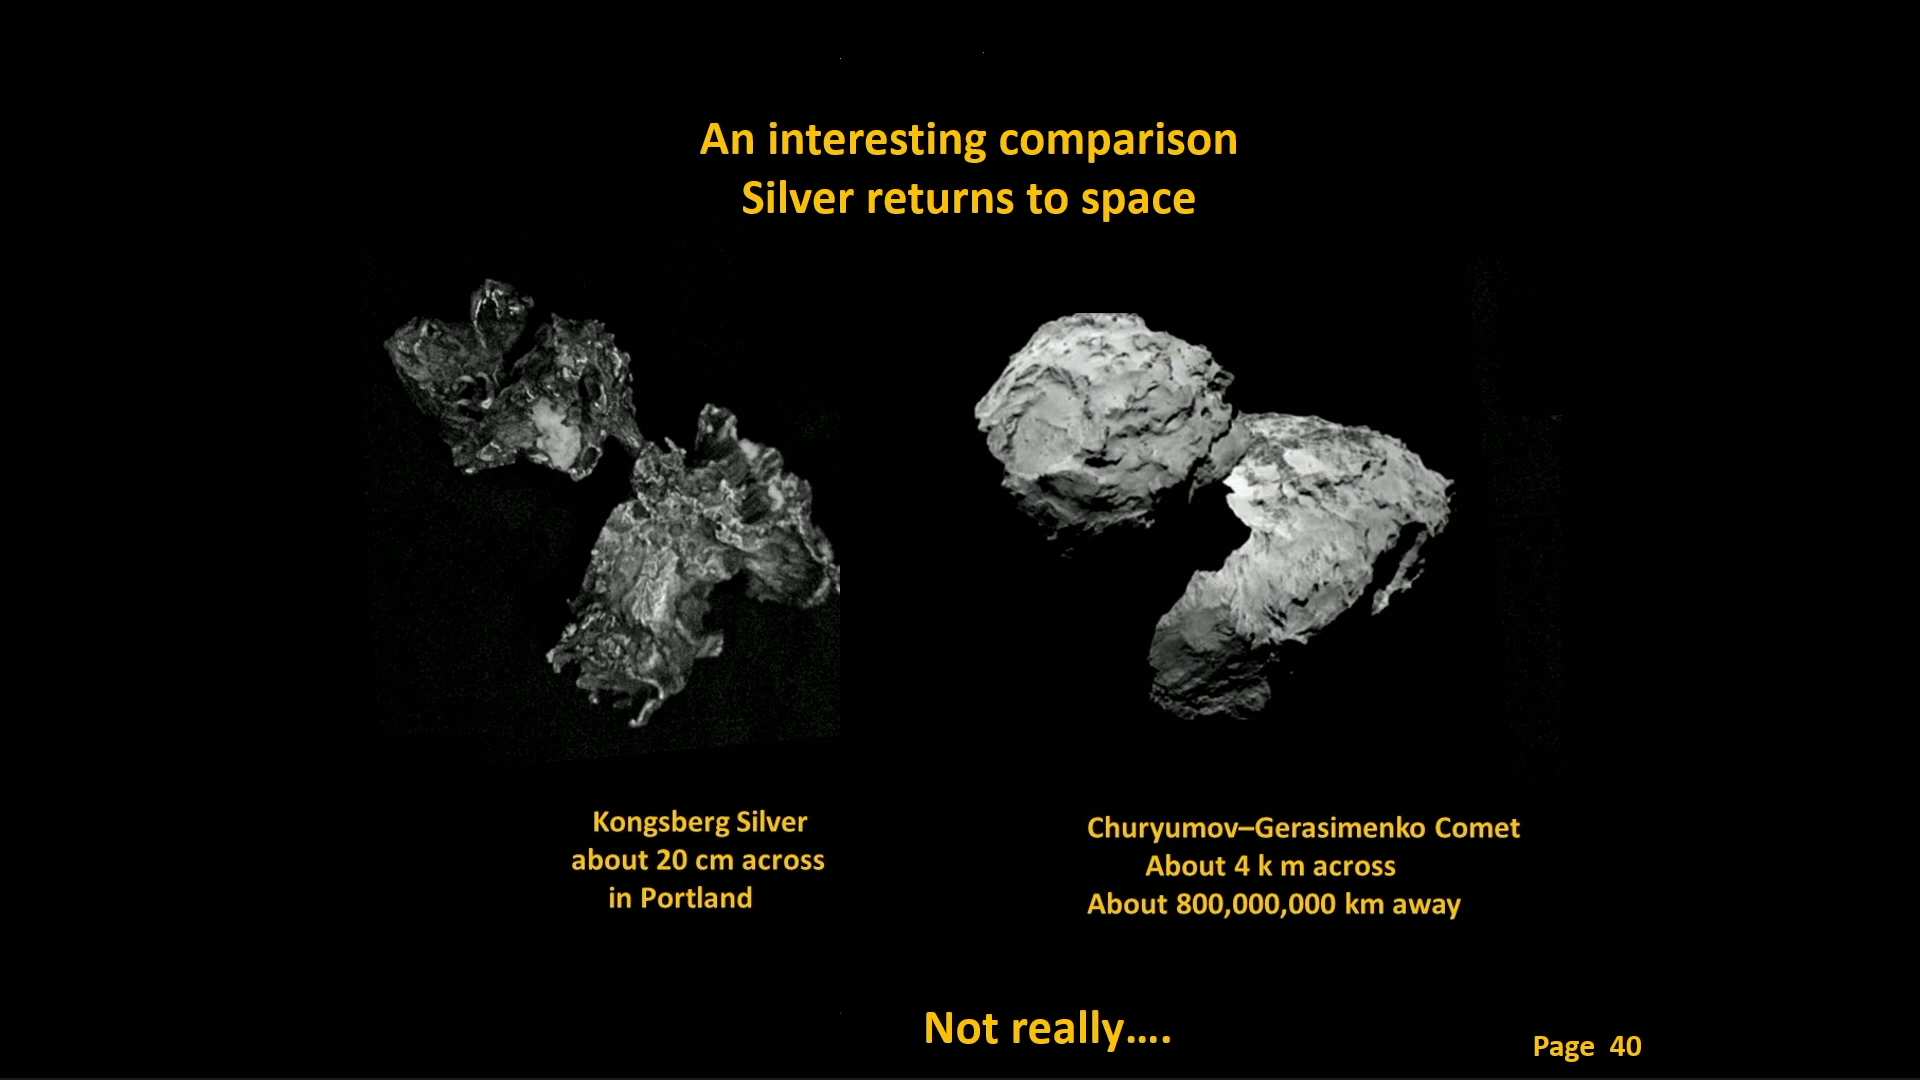 An interesting comparison
Silver returns to space
Kongsberg Silver
about 20 cm across
in Portland
Churyumov–Gerasimenko Comet
About 4 k m across
About 800,000,000 km away
Not really....
Page 40